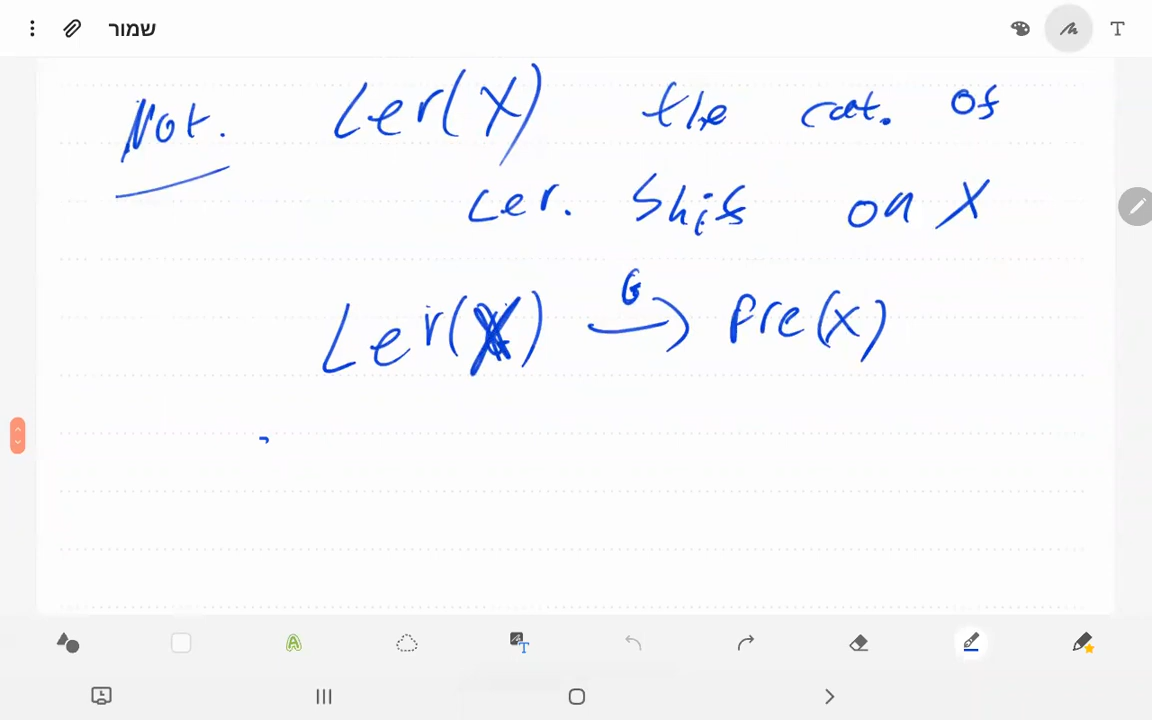 שמור
T
Not. Ler(X) the cat. of
Ler. Shifs on X
Ler(X) G→ Pre(X)